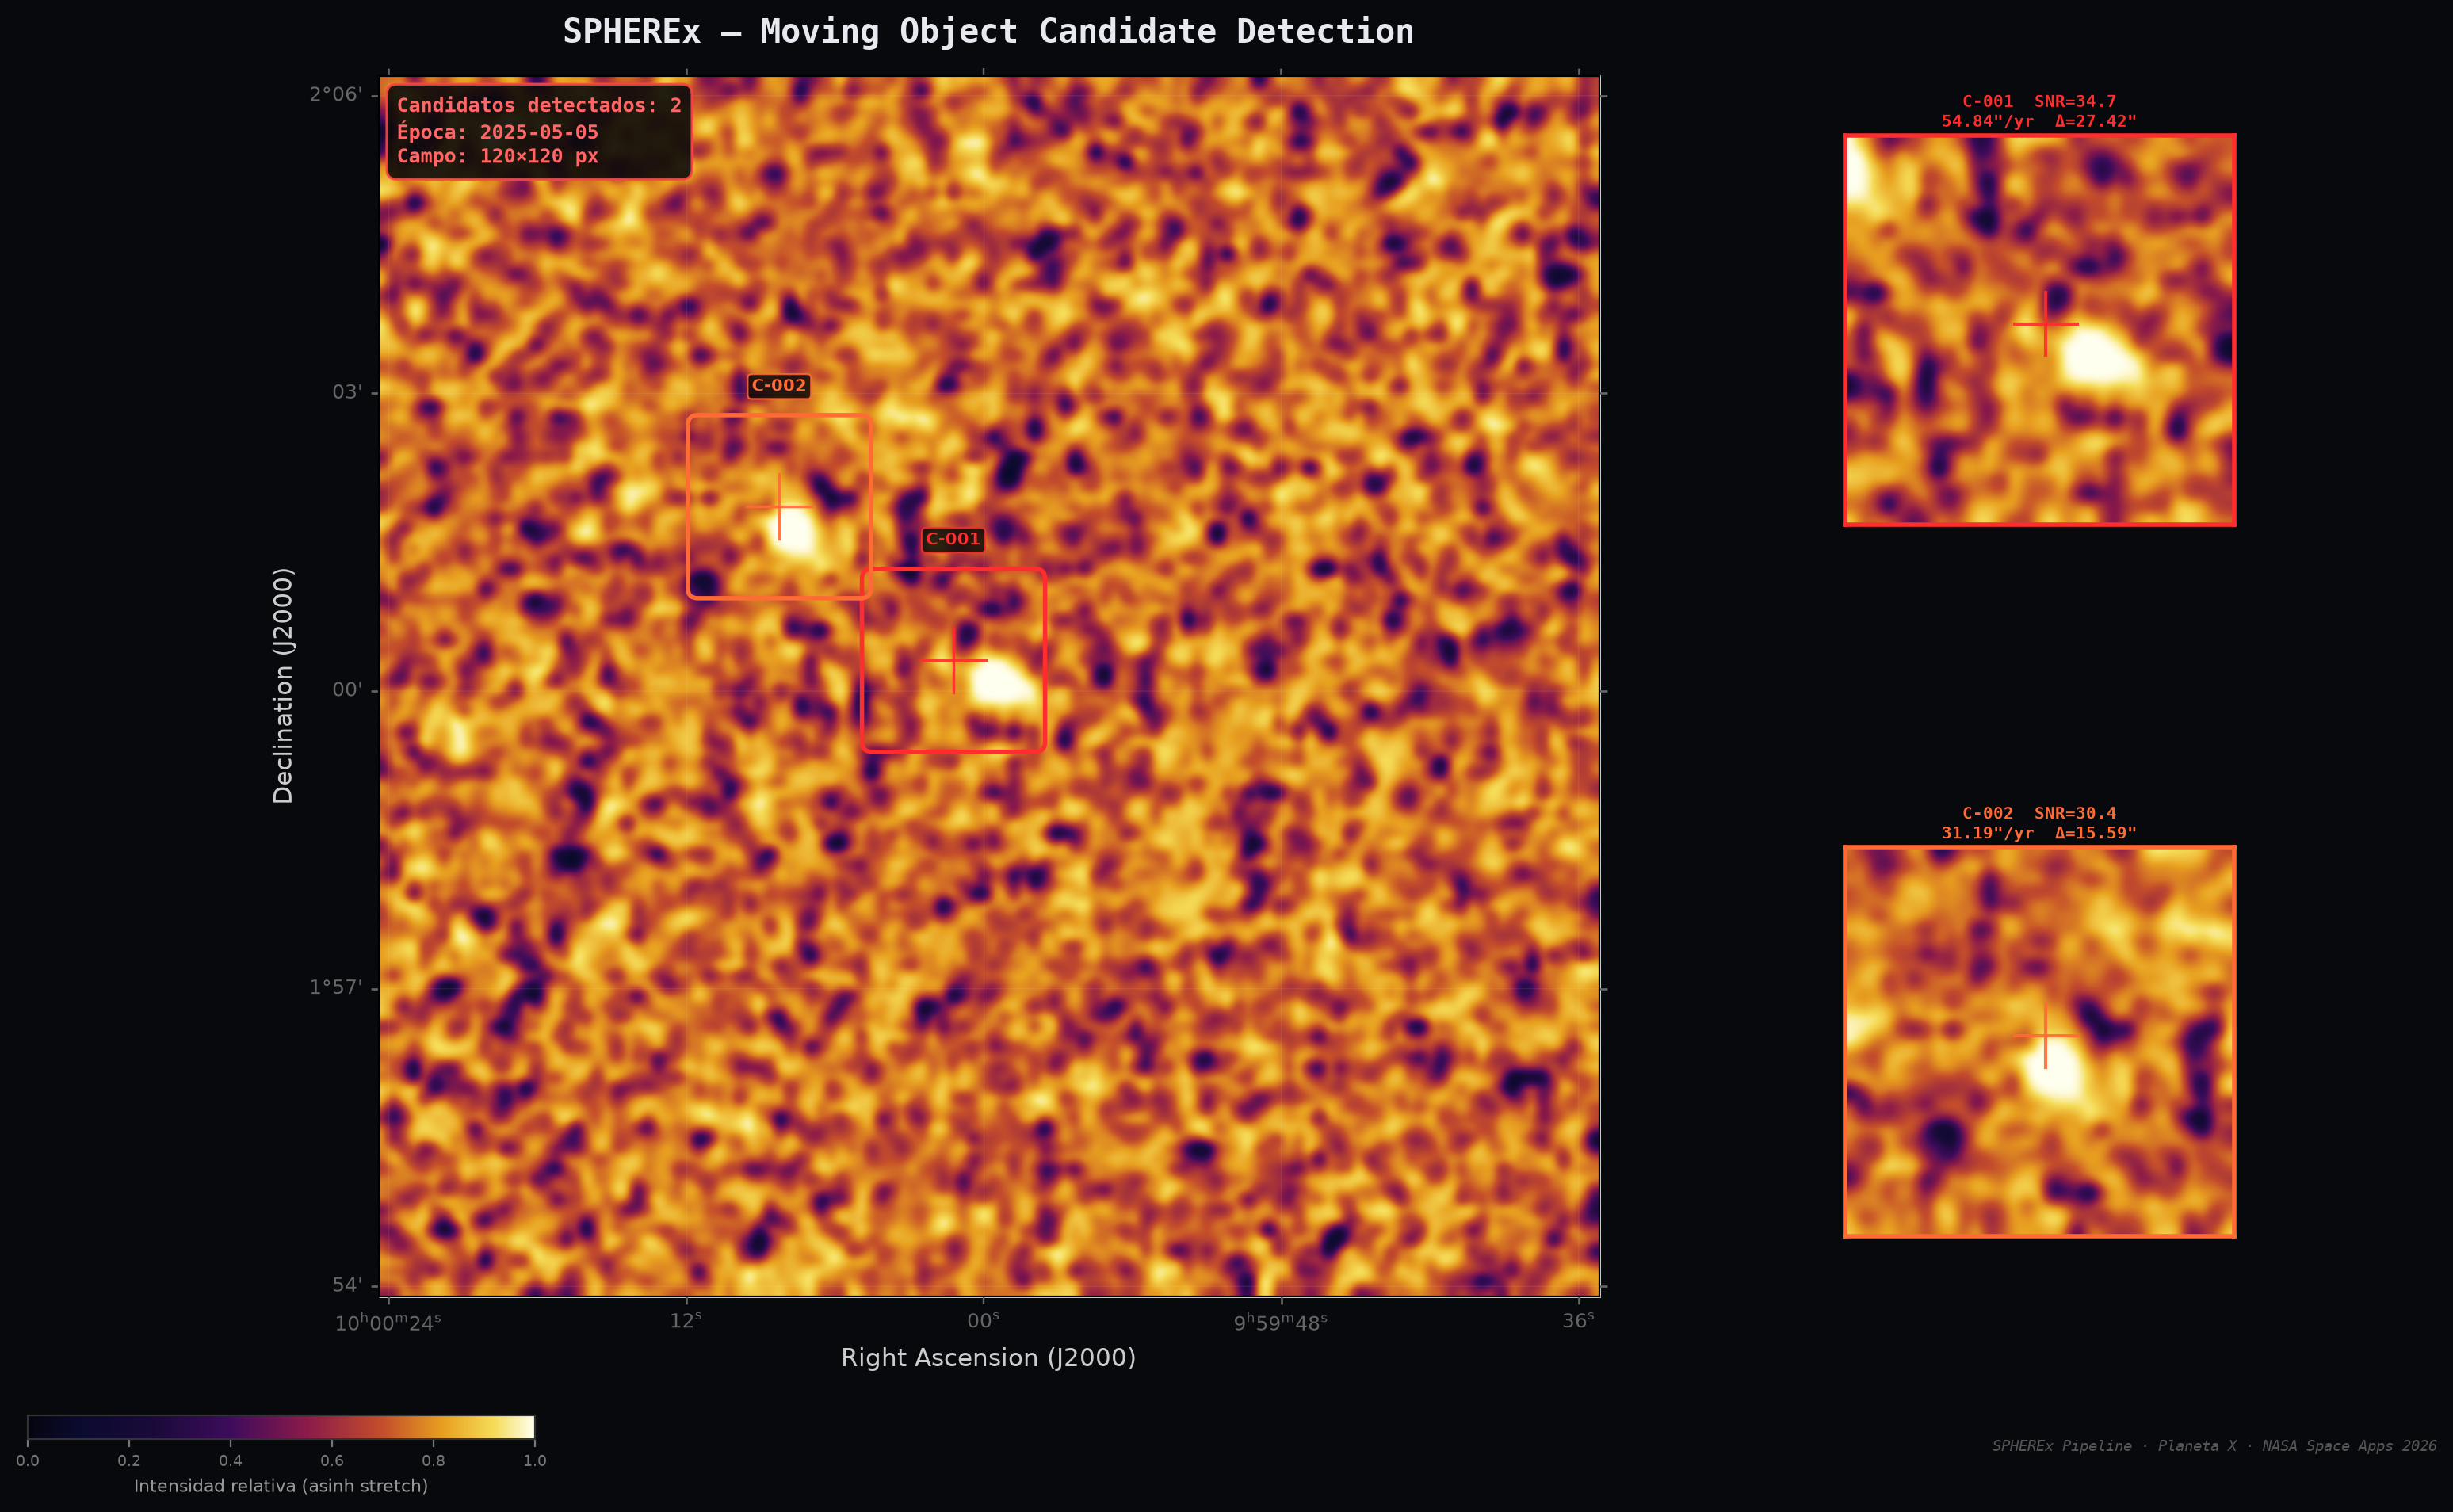 SPHEREx — Moving Object Candidate Detection
Candidatos detectados: 2
Época: 2025-05-05
Campo: 120×120 px
C-001 SNR=34.7
54.84"/yr Δ=27.42"
C-002
C-001
C-002 SNR=30.4
31.19"/yr Δ=15.59"
Declination (J2000)
2°06'
03'
00'
1°57'
54'
10ʰ00ᵐ24ˢ 12ˢ 00ˢ 9ʰ59ᵐ48ˢ 36ˢ
Right Ascension (J2000)
0.0 0.2 0.4 0.6 0.8 1.0
Intensidad relativa (asinh stretch)
SPHEREx Pipeline · Planeta X · NASA Space Apps 2026